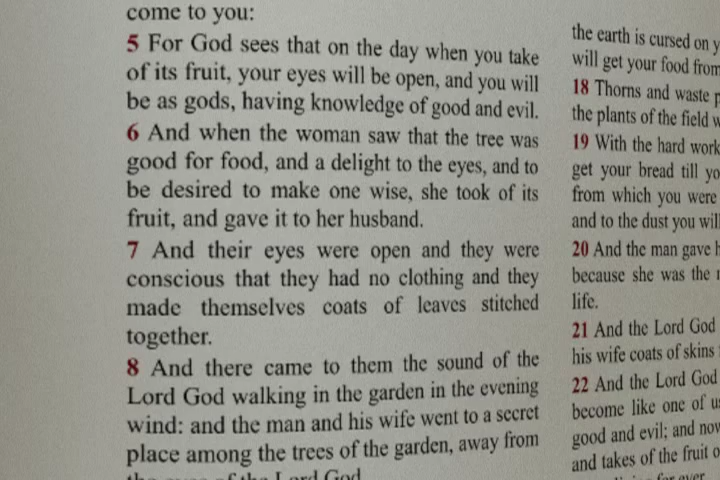 come to you:
5 For God sees that on the day when you take
of its fruit, your eyes will be open, and you will
be as gods, having knowledge of good and evil.
6 And when the woman saw that the tree was
good for food, and a delight to the eyes, and to
be desired to make one wise, she took of its
fruit, and gave it to her husband.
7 And their eyes were open and they were
conscious that they had no clothing and they
made themselves coats of leaves stitched
together.
8 And there came to them the sound of the
Lord God walking in the garden in the evening
wind: and the man and his wife went to a secret
place among the trees of the garden, away from
of the Lord God
the earth is cursed on
will get your food from
18 Thorns and waste
the plants of the field
19 With the hard work
get your bread till
from which you were
and to the dust you will
20 And the man gave
because she was the
life.
21 And the Lord God
his wife coats of skins
22 And the Lord God
become like one of
good and evil; and now
and takes of the fruit
for ever